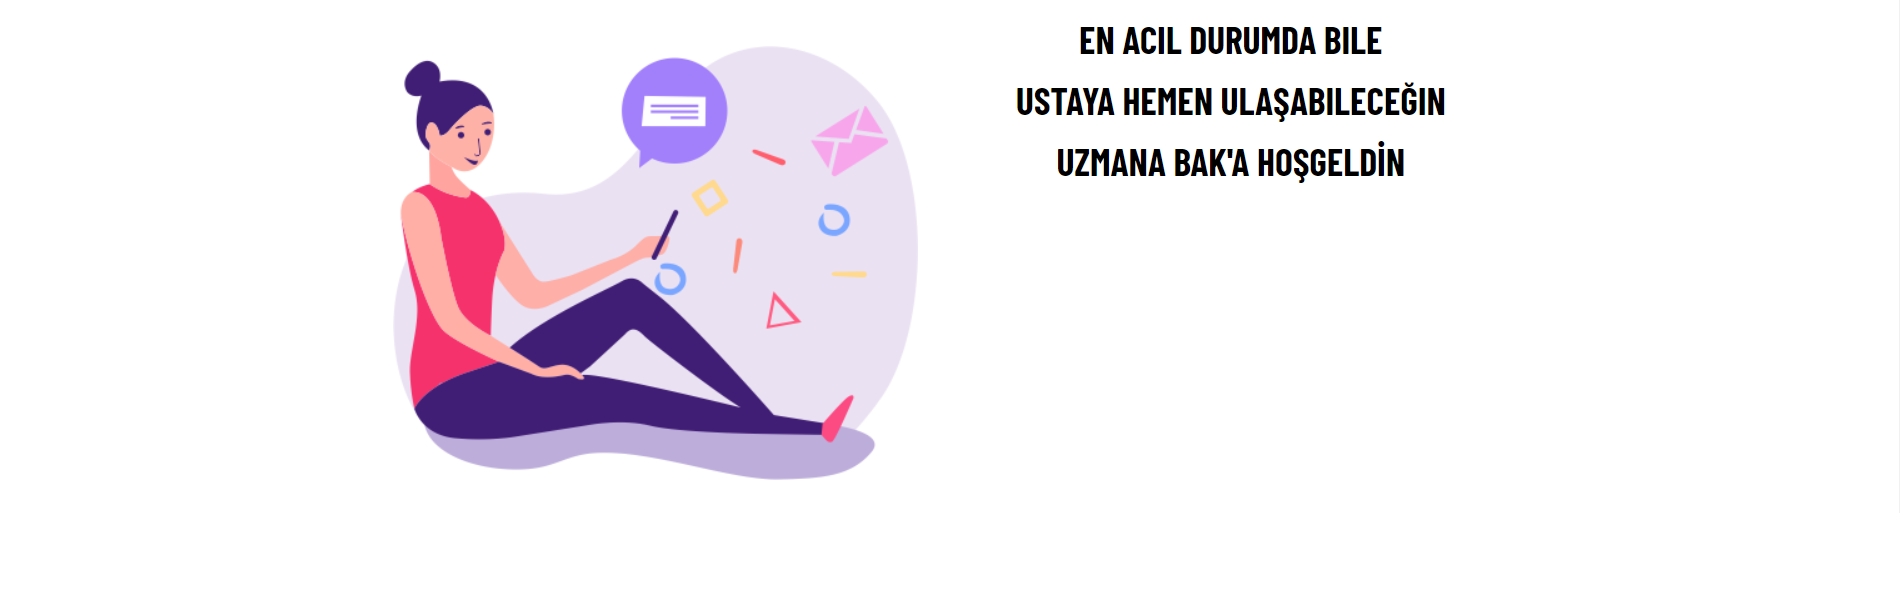 EN ACIL DURUMDA BILE
USTAYA HEMEN ULAŞABILECEĞIN
UZMANA BAK'A HOŞGELDİN